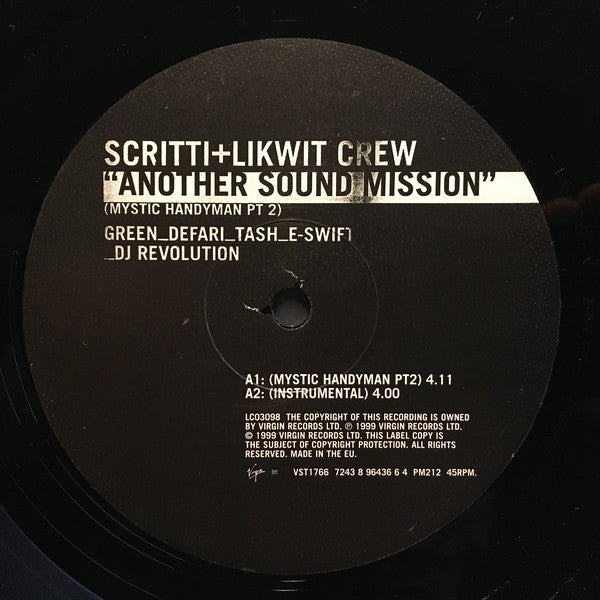 SCRITTI+LIKWIT CREW
“ANOTHER SOUND MISSION”
(MYSTIC HANDYMAN PT 2)
GREEN_DEFARI_TASH_E-SWIFT
_DJ REVOLUTION
A1: (MYSTIC HANDYMAN PT2) 4.11
A2: (INSTRUMENTAL) 4.00
LC03098 THE COPYRIGHT OF THIS RECORDING IS OWNED
BY VIRGIN RECORDS LTD. ℗ 1999 VIRGIN RECORDS LTD.
© 1999 VIRGIN RECORDS LTD. THIS LABEL COPY IS
THE SUBJECT OF COPYRIGHT PROTECTION. ALL RIGHTS
RESERVED. MADE IN THE EU.
Virgin VST1766 7243 8 96436 6 4 PM212 45RPM.